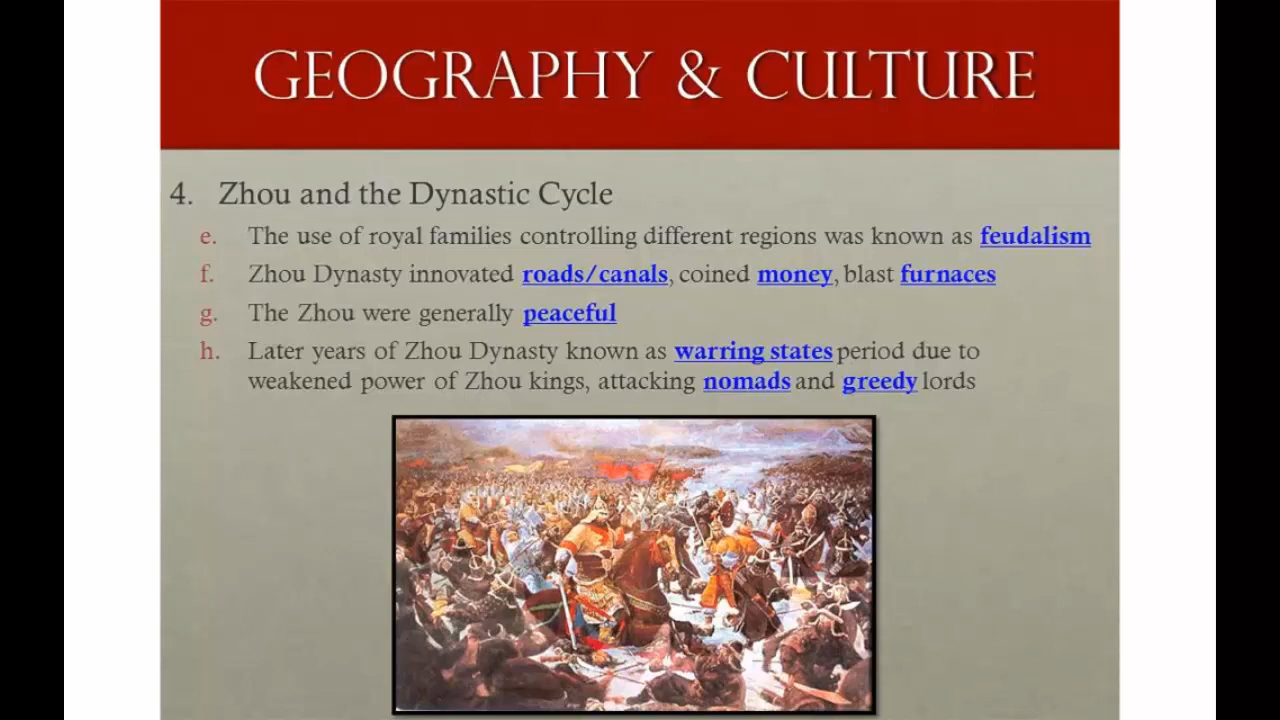 GEOGRAPHY & CULTURE
4. Zhou and the Dynastic Cycle
e. The use of royal families controlling different regions was known as feudalism
f. Zhou Dynasty innovated roads/canals, coined money, blast furnaces
g. The Zhou were generally peaceful
h. Later years of Zhou Dynasty known as warring states period due to
weakened power of Zhou kings, attacking nomads and greedy lords